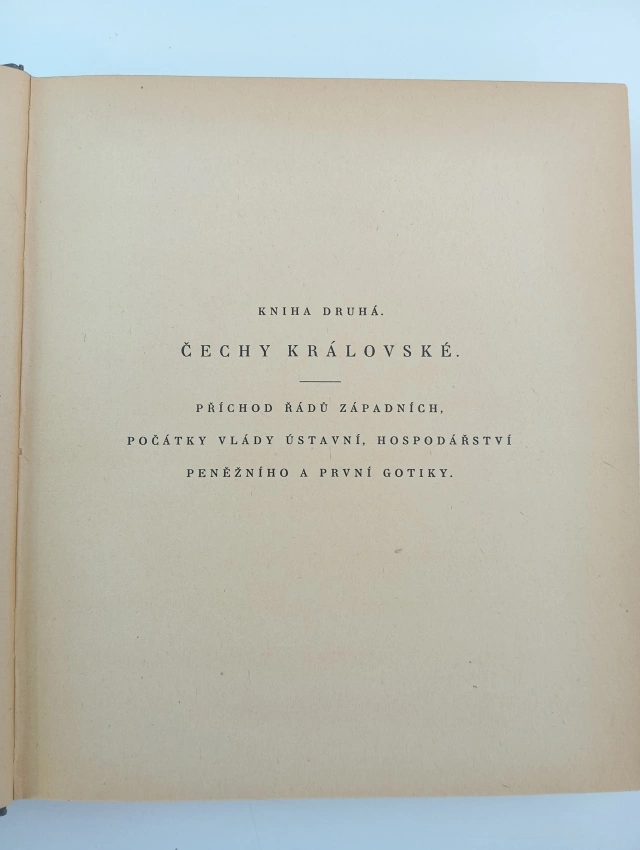 KNIHA DRUHÁ.
ČECHY KRÁLOVSKÉ.
PŘÍCHOD ŘÁDŮ ZÁPADNÍCH,
POČÁTKY VLÁDY ÚSTAVNÍ, HOSPODÁŘSTVÍ
PENĚŽNÍHO A PRVNÍ GOTIKY.